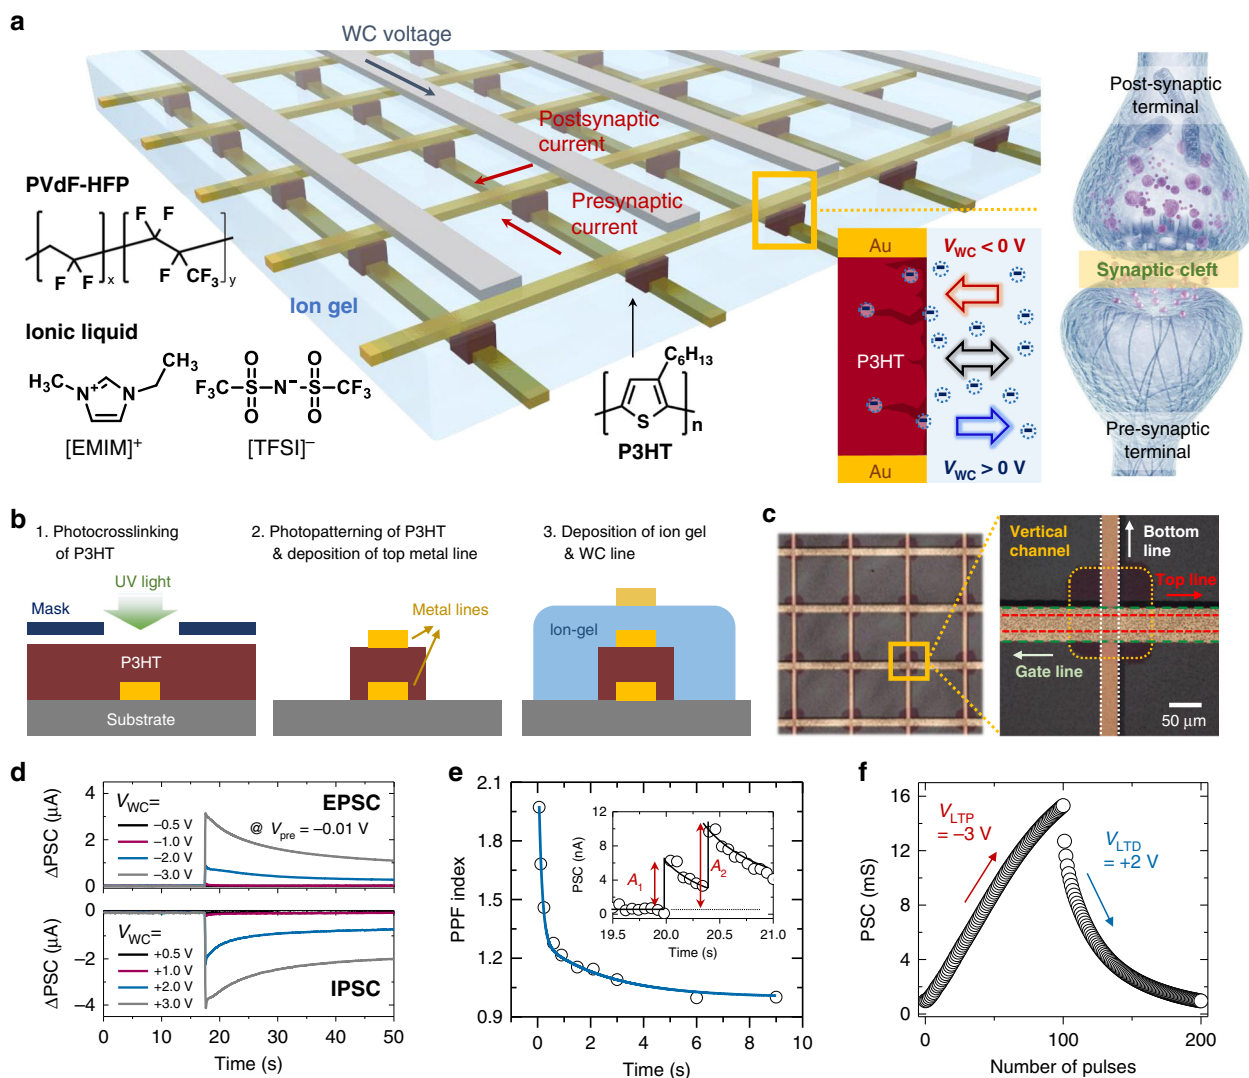 a
WC voltage
Postsynaptic
current
Presynaptic
current
PVdF-HFP
F F
F F
F CF3
x
y
Ion gel
Ionic liquid
H3C
N
+
N
CH3
[EMIM]+
O O
F3C S N− S CF3
O O
[TFSI]−
C6H13
S
n
P3HT
Au
VWC < 0 V
P3HT
Au
VWC > 0 V
Post-synaptic
terminal
Synaptic cleft
Pre-synaptic
terminal
b
1. Photocrosslinking
of P3HT
UV light
Mask
P3HT
Substrate
2. Photopatterning of P3HT
& deposition of top metal line
Metal lines
3. Deposition of ion gel
& WC line
Ion-gel
c
Vertical
channel
Bottom
line
Top line
Gate line
50 μm
d
ΔPSC (μA)
4
2
0
VWC=
−0.5 V
−1.0 V
−2.0 V
−3.0 V
EPSC
@ Vpre = −0.01 V
ΔPSC (μA)
0
−2
−4
VWC=
+0.5 V
+1.0 V
+2.0 V
+3.0 V
IPSC
0 10 20 30 40 50
Time (s)
e
PPF index
2.1
1.8
1.5
1.2
0.9
0 2 4 6 8 10
Time (s)
PSC (nA)
12
8
4
0
A1
A2
19.5 20.0 20.5 21.0
Time (s)
f
PSC (mS)
16
12
8
4
0
VLTP
= −3 V
VLTD
= +2 V
0 100 200
Number of pulses